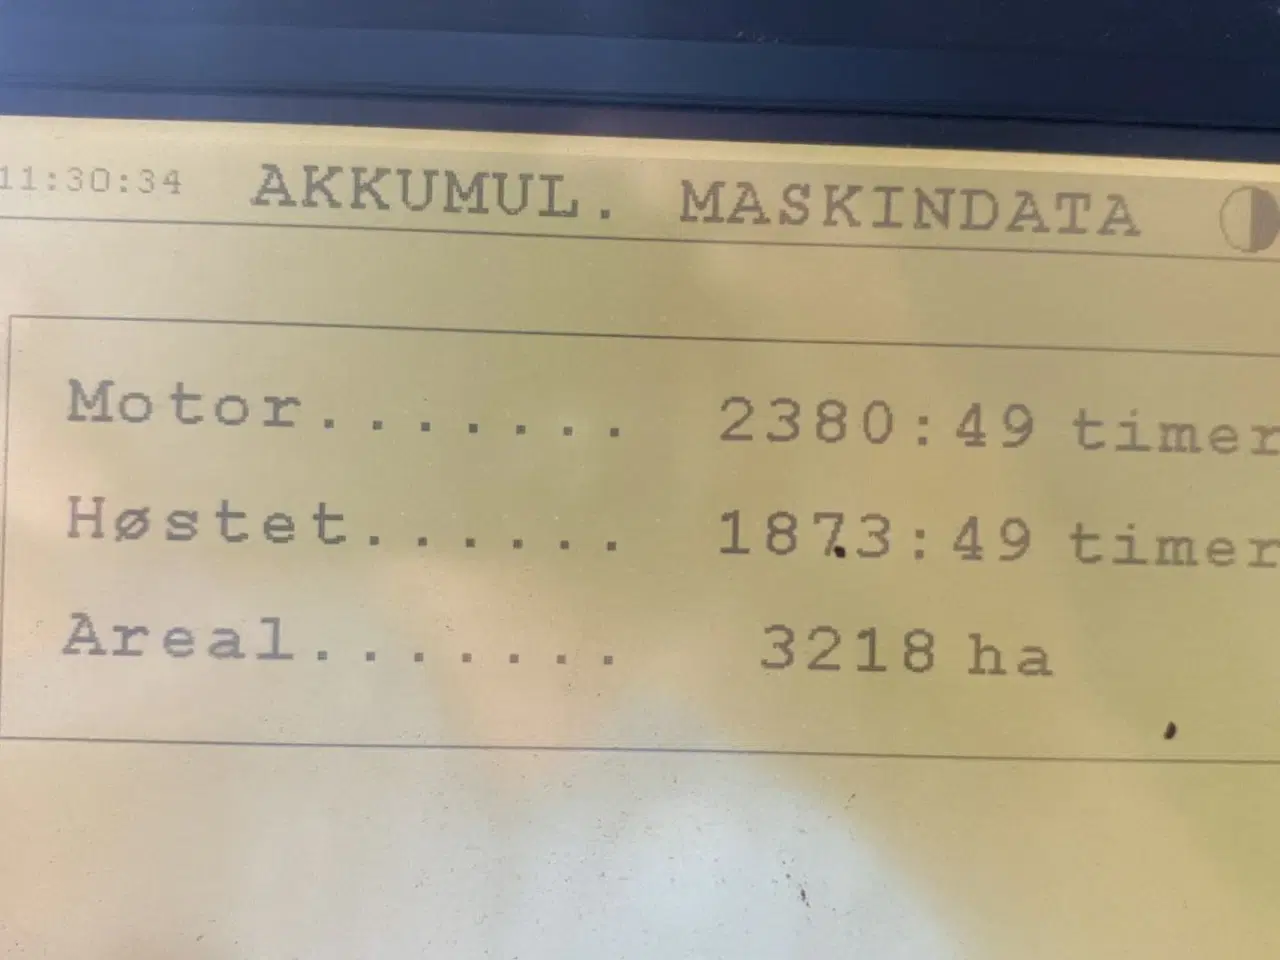 11:30:34 AKKUMUL. MASKINDATA
Motor....... 2380:49 timer
Høstet...... 1873:49 timer
Areal....... 3218 ha